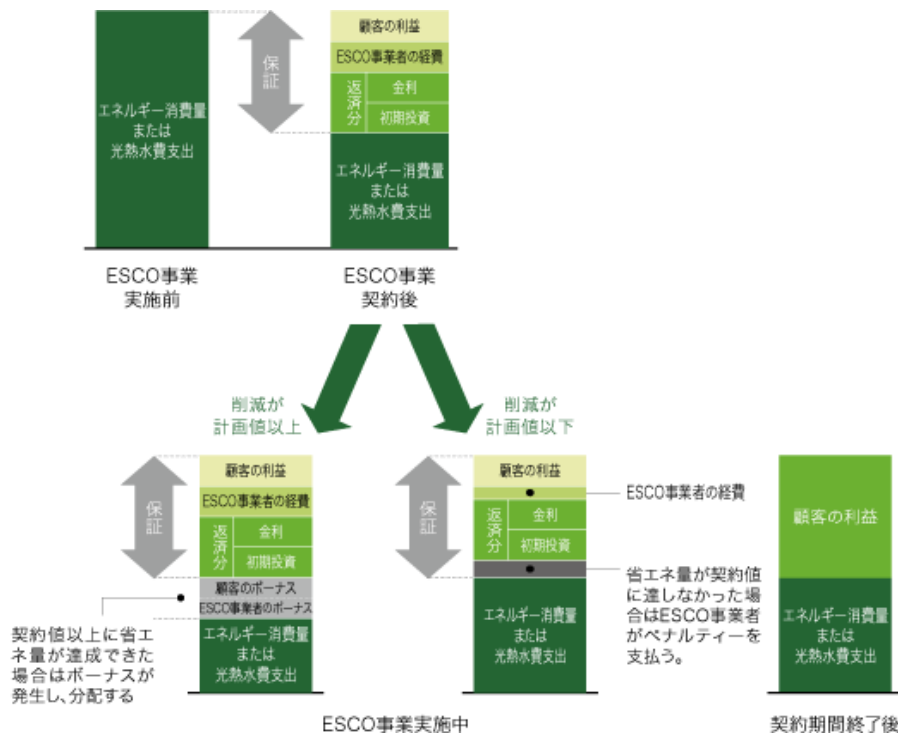 エネルギー消費量
または
光熱水費支出
保証
顧客の利益
ESCO事業者の経費
返済分
金利
初期投資
エネルギー消費量
または
光熱水費支出
ESCO事業
実施前
ESCO事業
契約後
削減が
計画値以上
削減が
計画値以下
保証
顧客の利益
ESCO事業者の経費
返済分
金利
初期投資
顧客のボーナス
ESCO事業者のボーナス
エネルギー消費量
または
光熱水費支出
契約値以上に省エ
ネ量が達成できた
場合はボーナスが
発生し、分配する
保証
顧客の利益
返済分
金利
初期投資
エネルギー消費量
または
光熱水費支出
ESCO事業者の経費
省エネ量が契約値
に達しなかった場
合はESCO事業者
がペナルティーを
支払う。
顧客の利益
エネルギー消費量
または
光熱水費支出
ESCO事業実施中
契約期間終了後